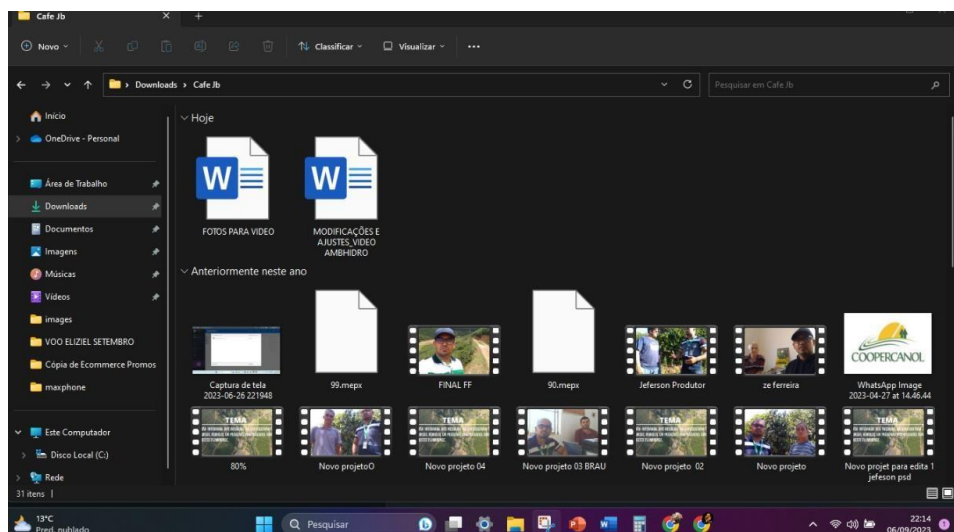 Cafe Jb
Novo
Classificar
Visualizar
Downloads > Cafe Jb
Pesquisar em Cafe Jb
Início
OneDrive - Personal
Área de Trabalho
Downloads
Documentos
Imagens
Músicas
Vídeos
images
VOO ELIZIEL SETEMBRO
Cópia de Ecommerce Promos
maxphone
Este Computador
Disco Local (C:)
Rede
Hoje
FOTOS PARA VIDEO
MODIFICAÇÕES E
AJUSTES_VIDEO
AMBHIDRO
Anteriormente neste ano
Captura de tela
2023-06-26 221948
99.mepx
FINAL FF
90.mepx
Jeferson Produtor
ze ferreira
COOPERCANOL
WhatsApp Image
2023-04-27 at 14.46.44
TEMA
80%
Novo projetoO
TEMA
Novo projeto 04
Novo projeto 03 BRAU
TEMA
Novo projeto 02
Novo projeto
TEMA
Novo projet para edita 1
jefeson psd
31 itens
13°C
Pred. nublado
Pesquisar
22:14
06/09/2023